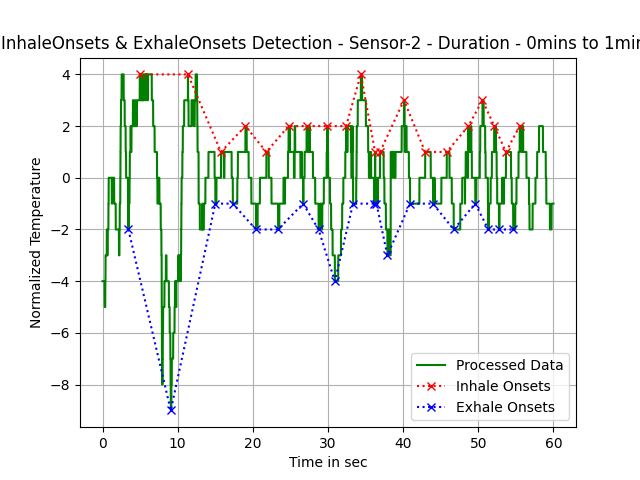 InhaleOnsets & ExhaleOnsets Detection - Sensor-2 - Duration - 0mins to 1min
4
2
0
−2
−4
−6
−8
Normalized Temperature
Processed Data
Inhale Onsets
Exhale Onsets
0 10 20 30 40 50 60
Time in sec